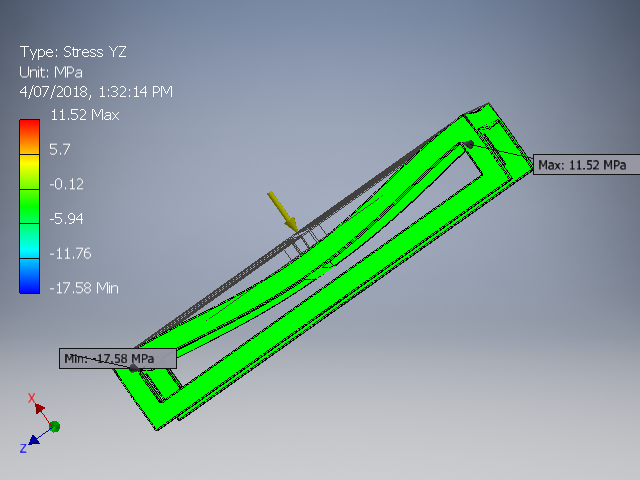 Type: Stress YZ
Unit: MPa
4/07/2018, 1:32:14 PM
11.52 Max
5.7
-0.12
-5.94
-11.76
-17.58 Min
Max: 11.52 MPa
Min: -17.58 MPa
X
Z